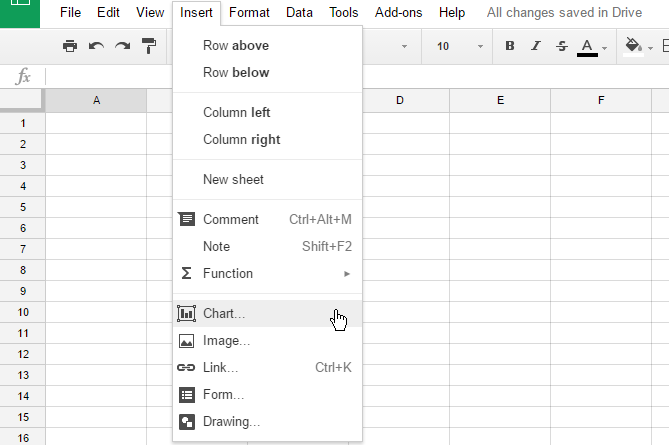 File Edit View Insert Format Data Tools Add-ons Help All changes saved in Drive
10 B I S A
fx
A D E F
Row above
Row below
Column left
Column right
New sheet
Comment Ctrl+Alt+M
Note Shift+F2
Σ Function ►
Chart...
Image...
Link... Ctrl+K
Form...
Drawing...
1
2
3
4
5
6
7
8
9
10
11
12
13
14
15
16